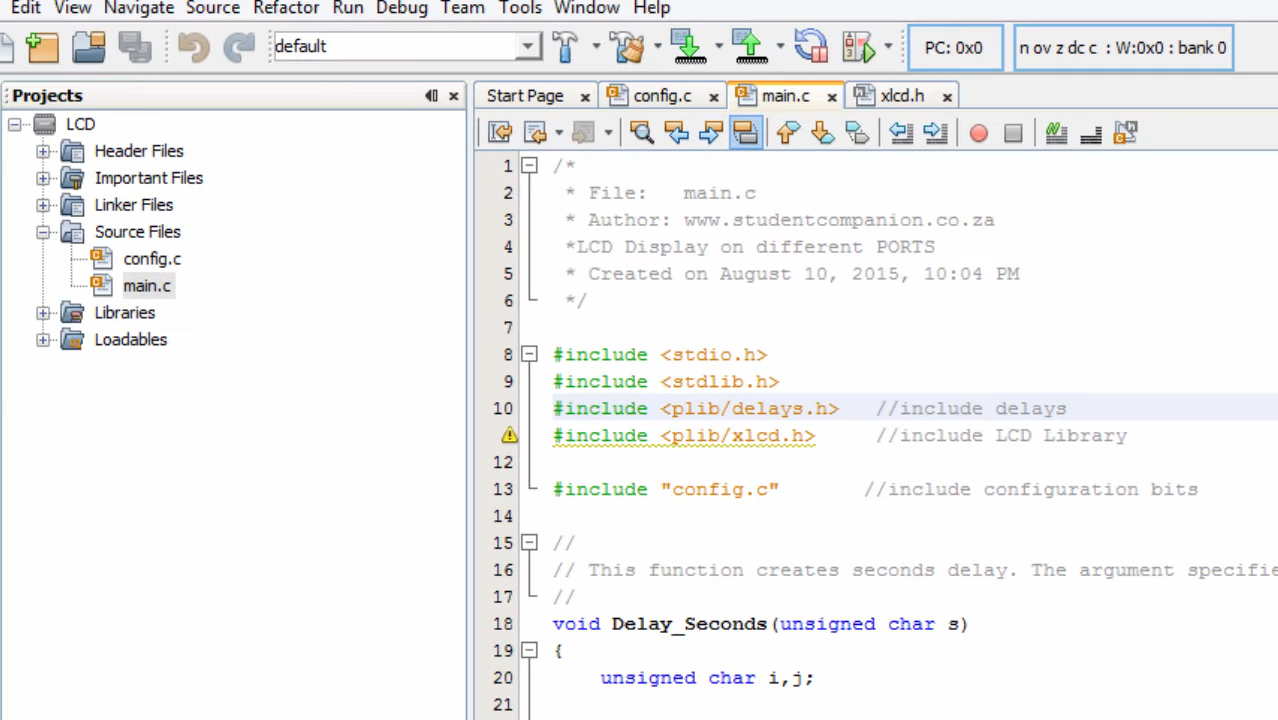 Edit View Navigate Source Refactor Run Debug Team Tools Window Help
default
PC: 0x0
n ov z dc c : W:0x0 : bank 0
Projects
LCD
Header Files
Important Files
Linker Files
Source Files
config.c
main.c
Libraries
Loadables
Start Page
config.c
main.c
xlcd.h
1 /*
2 * File: main.c
3 * Author: www.studentcompanion.co.za
4 *LCD Display on different PORTS
5 * Created on August 10, 2015, 10:04 PM
6 */
7
8 #include <stdio.h>
9 #include <stdlib.h>
10 #include <plib/delays.h> //include delays
#include <plib/xlcd.h> //include LCD Library
12
13 #include "config.c" //include configuration bits
14
15 //
16 // This function creates seconds delay. The argument specifie
17 //
18 void Delay_Seconds(unsigned char s)
19 {
20 unsigned char i,j;
21